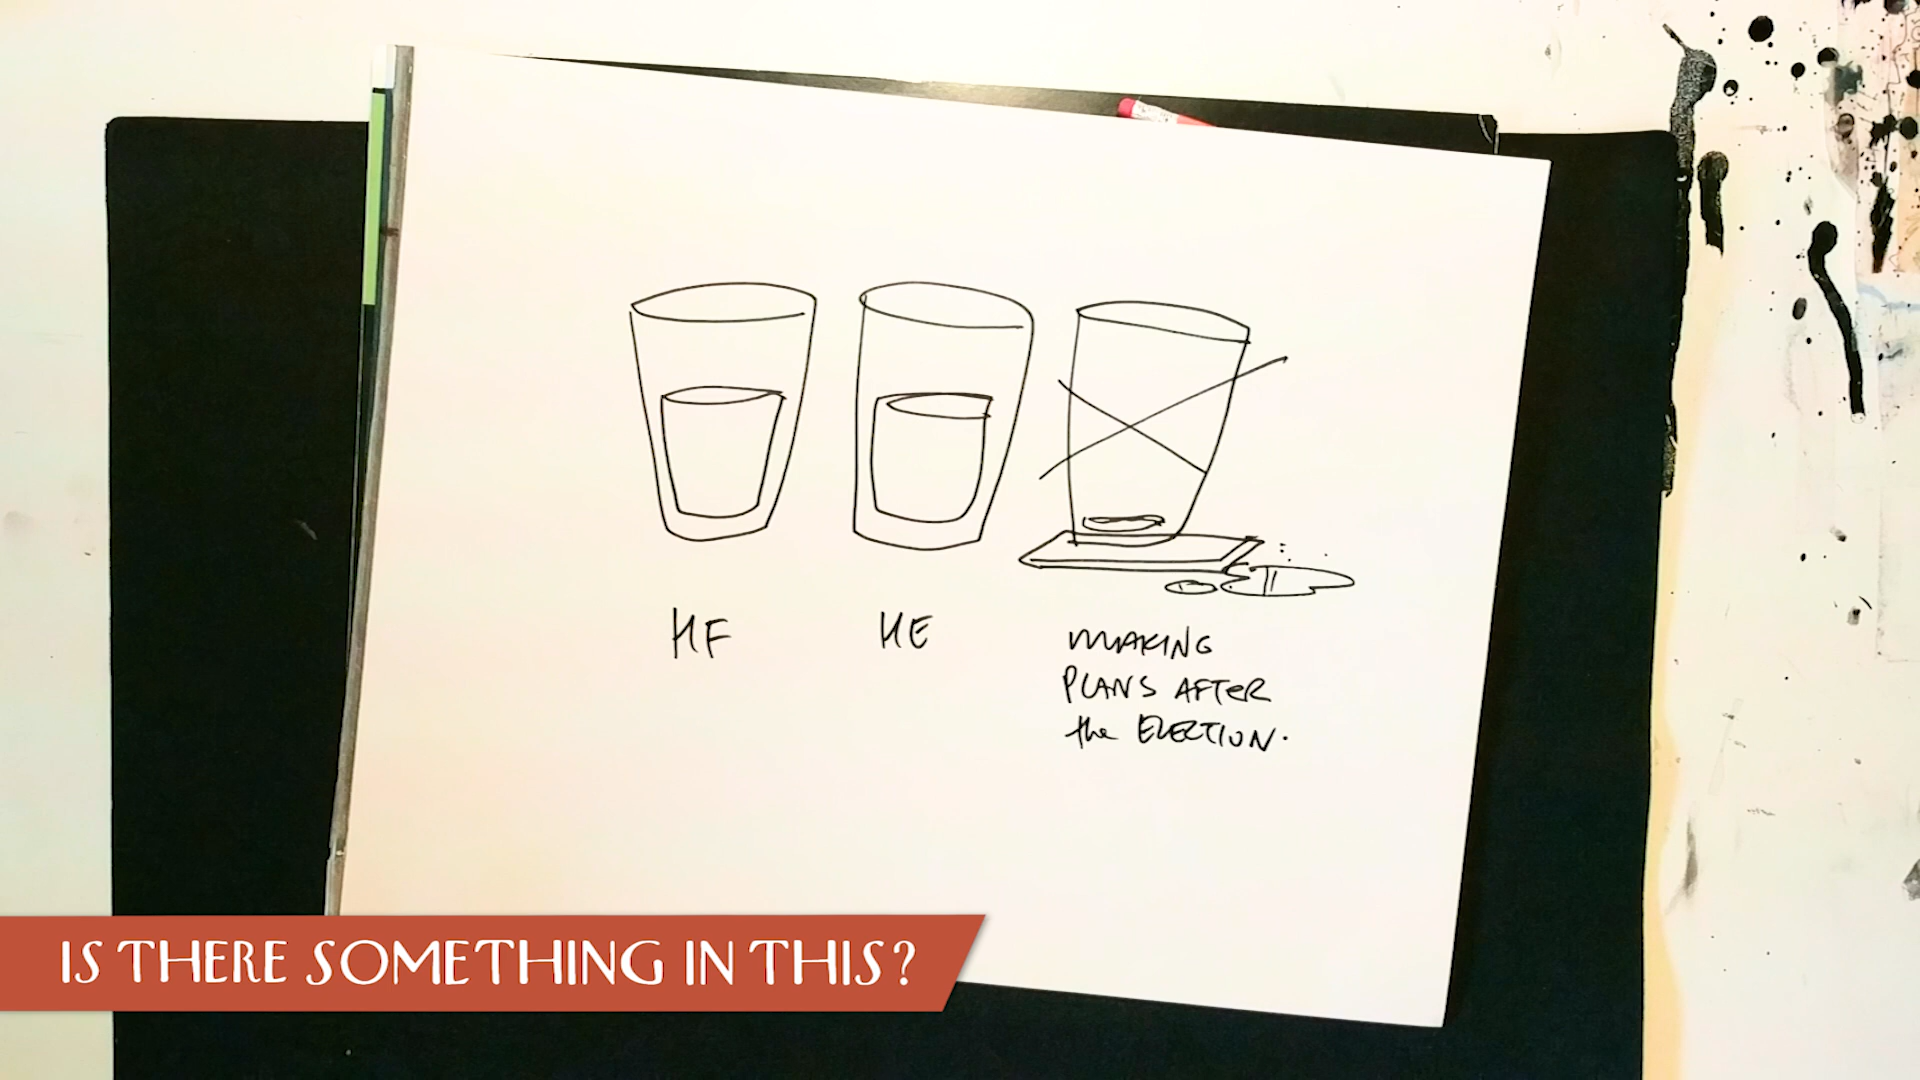 HF
HE
MAKING
PLANS AFTER
the ELECTION.
IS THERE SOMETHING IN THIS?